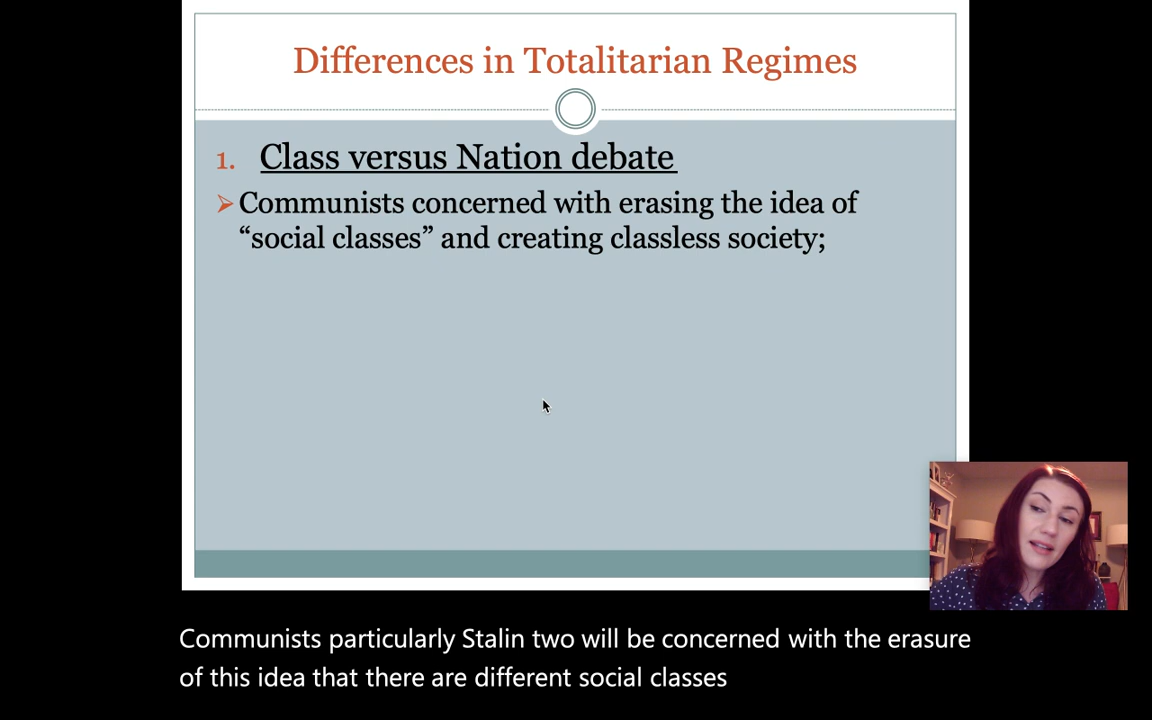 Differences in Totalitarian Regimes
1. Class versus Nation debate
Communists concerned with erasing the idea of
“social classes” and creating classless society;
Communists particularly Stalin two will be concerned with the erasure
of this idea that there are different social classes